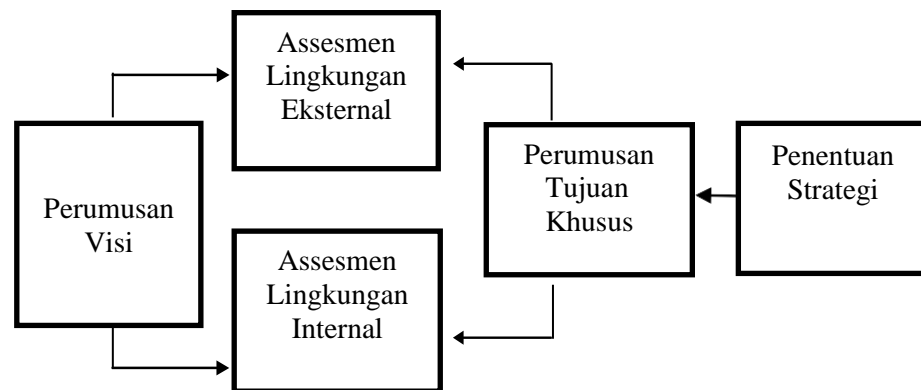 Perumusan
Visi
Assesmen
Lingkungan
Eksternal
Assesmen
Lingkungan
Internal
Perumusan
Tujuan
Khusus
Penentuan
Strategi